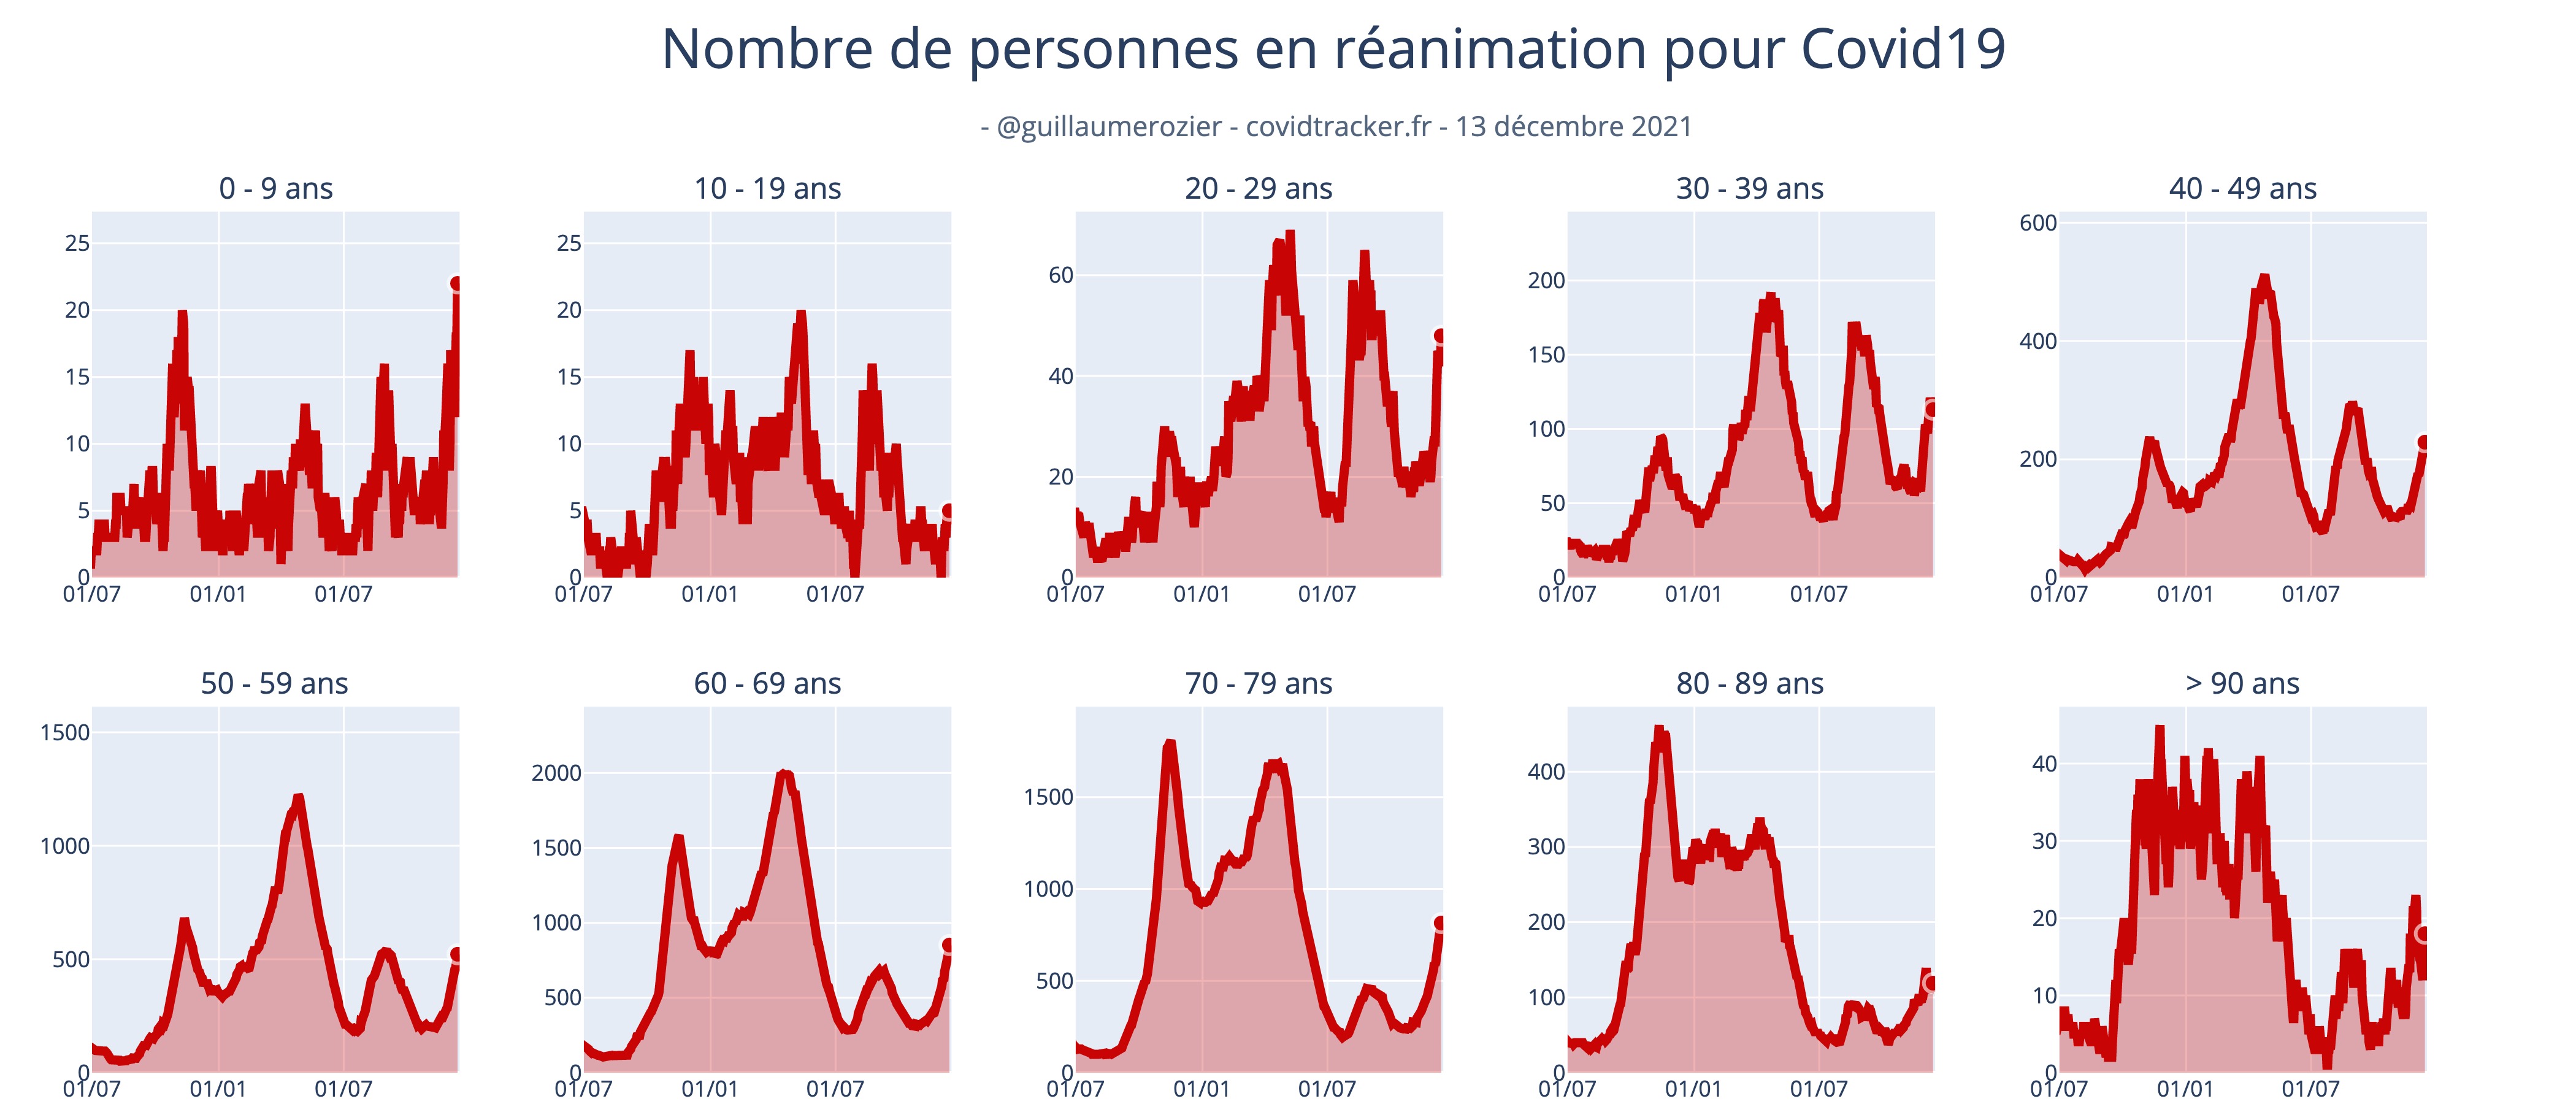 Nombre de personnes en réanimation pour Covid19
- @guillaumerozier - covidtracker.fr - 13 décembre 2021
0 - 9 ans
25
20
15
10
5
0
01/07 01/01 01/07
10 - 19 ans
25
20
15
10
5
0
01/07 01/01 01/07
20 - 29 ans
60
40
20
0
01/07 01/01 01/07
30 - 39 ans
200
150
100
50
0
01/07 01/01 01/07
40 - 49 ans
600
400
200
0
01/07 01/01 01/07
50 - 59 ans
1500
1000
500
0
01/07 01/01 01/07
60 - 69 ans
2000
1500
1000
500
0
01/07 01/01 01/07
70 - 79 ans
1500
1000
500
0
01/07 01/01 01/07
80 - 89 ans
400
300
200
100
0
01/07 01/01 01/07
> 90 ans
40
30
20
10
0
01/07 01/01 01/07